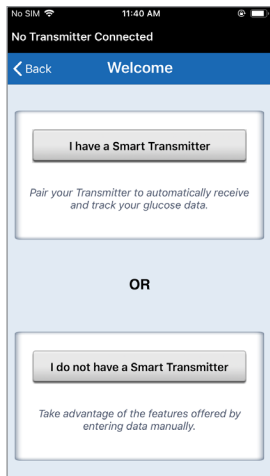 No SIM 11:40 AM
No Transmitter Connected
Back Welcome
I have a Smart Transmitter
Pair your Transmitter to automatically receive
and track your glucose data.
OR
I do not have a Smart Transmitter
Take advantage of the features offered by
entering data manually.